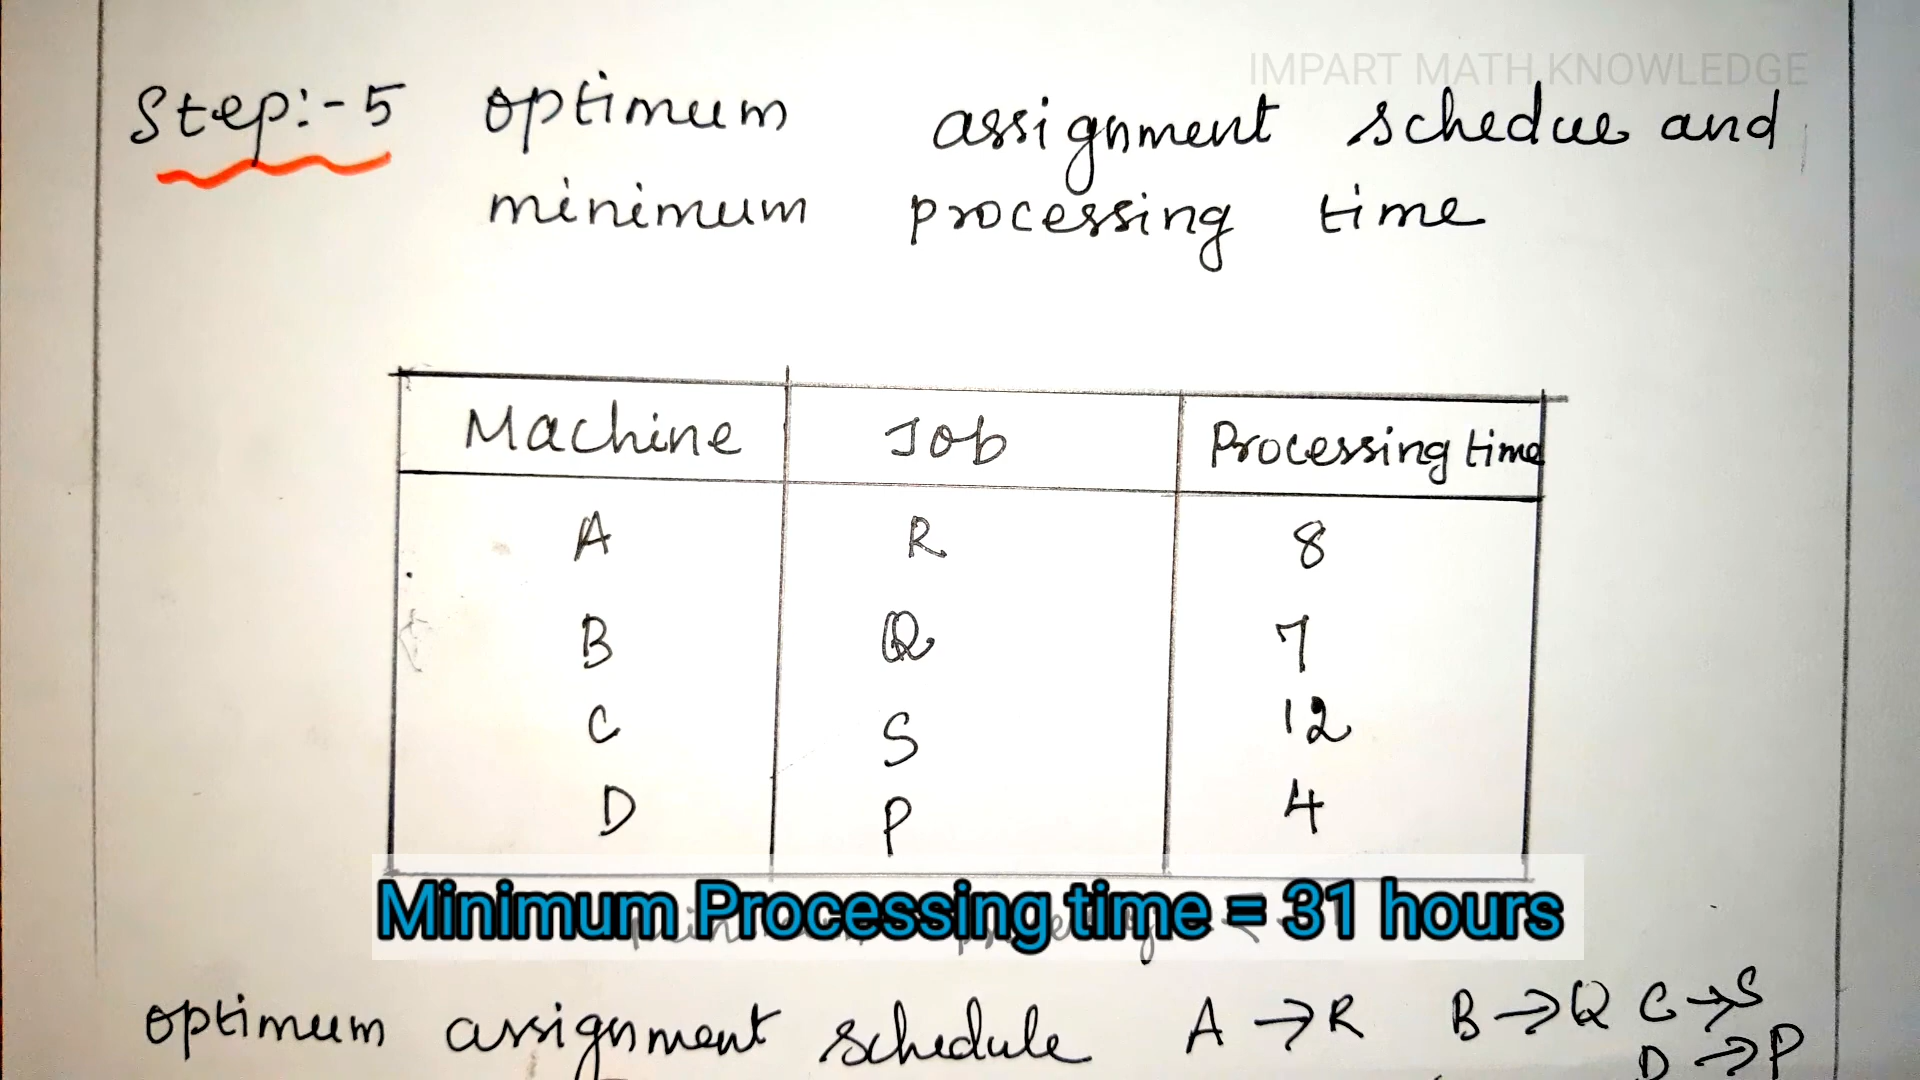 IMPART MATH KNOWLEDGE
Step:-5 optimum assignment schedue and
minimum processing time
Machine Job Processing time
A R 8
B Q 7
C S 12
D P 4
Minimum Processing time = 31 hours
optimum assignment schedule A → R B → Q C → S
D → P